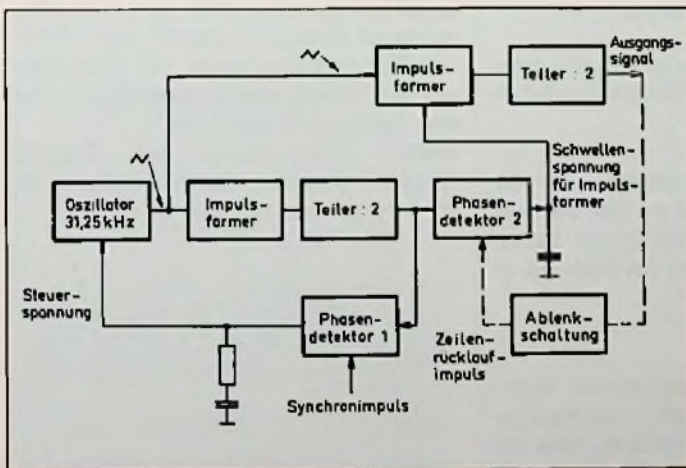 Ausgangs-
signal
Impuls-
former
Teiler : 2
Schwellen-
spannung
für Impuls-
former
Oszillator
31,25 kHz
Impuls-
former
Teiler : 2
Phasen-
detektor 2
Steuer-
spannung
Phasen-
detektor 1
Zeilen-
rücklauf-
impuls
Ablenk-
schaltung
Synchronimpuls